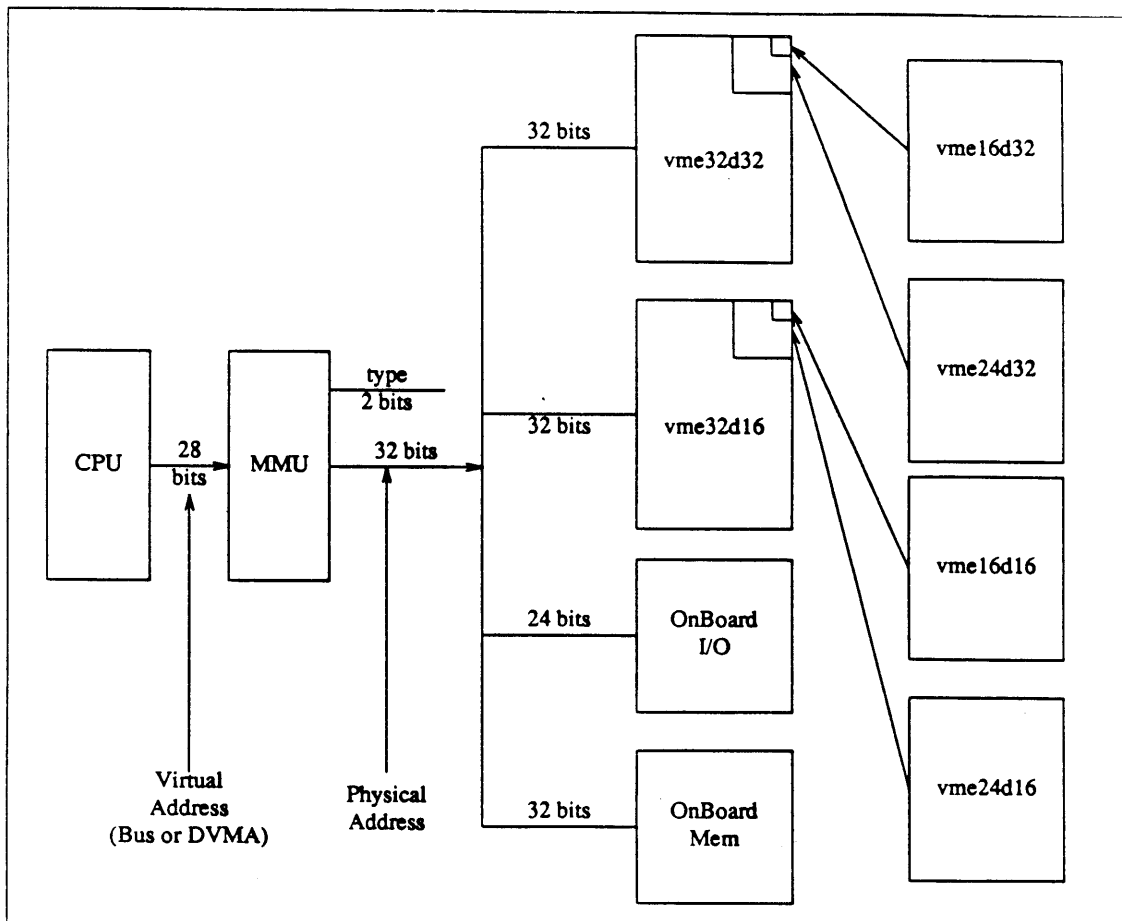 32 bits
vme32d32
vme16d32
vme24d32
type
2 bits
32 bits
vme32d16
CPU
28
bits
MMU
32 bits
vme16d16
24 bits
OnBoard
I/O
vme24d16
Virtual
Address
(Bus or DVMA)
Physical
Address
32 bits
OnBoard
Mem